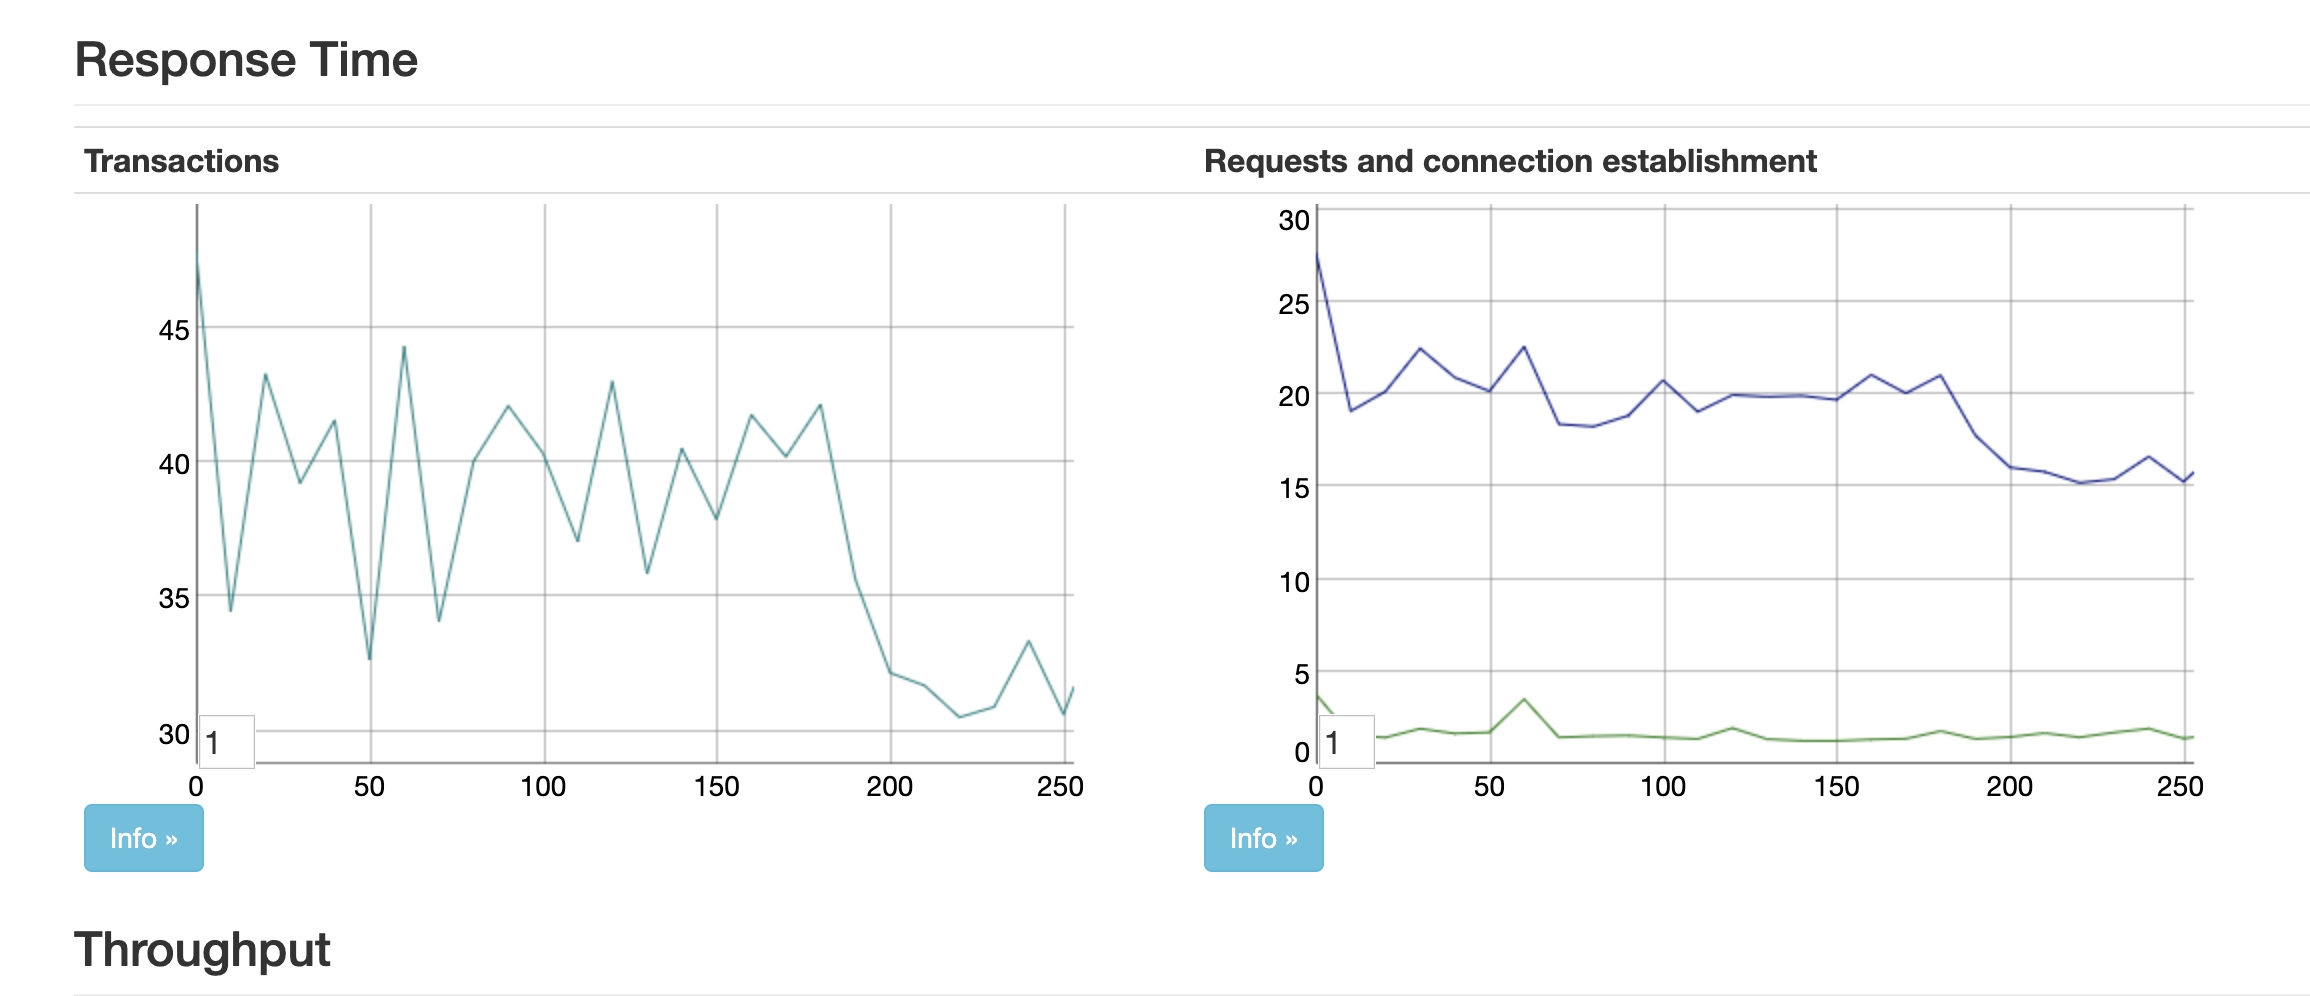 Response Time
Transactions
45
40
35
30
1
0 50 100 150 200 250
Info »
Requests and connection establishment
30
25
20
15
10
5
0
1
0 50 100 150 200 250
Info »
Throughput